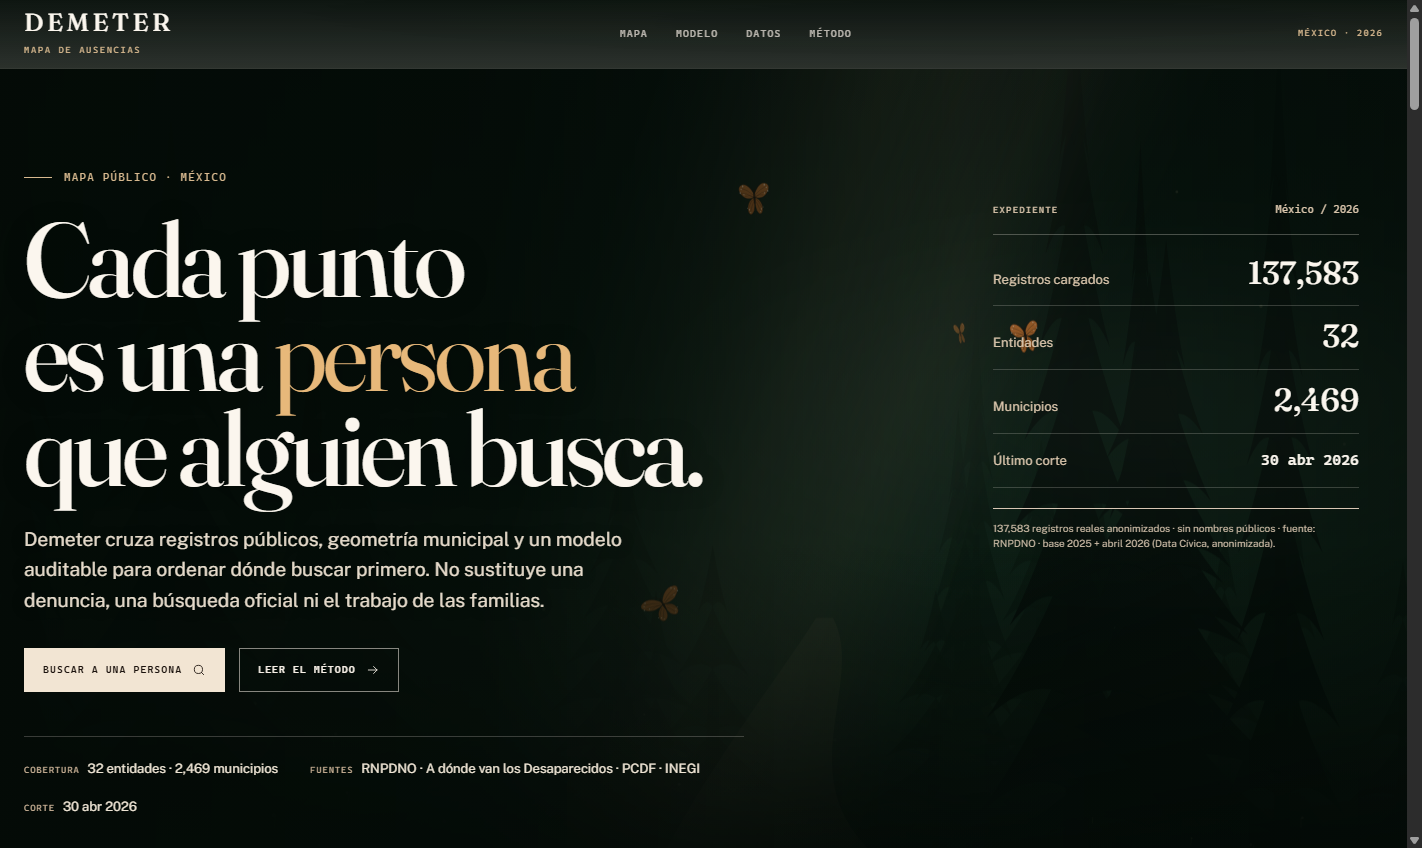 DEMETER
MAPA DE AUSENCIAS
MAPA MODELO DATOS MÉTODO
MÉXICO · 2026
MAPA PÚBLICO · MÉXICO
Cada punto
es una persona
que alguien busca.
Demeter cruza registros públicos, geometría municipal y un modelo
auditable para ordenar dónde buscar primero. No sustituye una
denuncia, una búsqueda oficial ni el trabajo de las familias.
BUSCAR A UNA PERSONA
LEER EL MÉTODO
COBERTURA 32 entidades · 2,469 municipios
FUENTES RNPDNO · A dónde van los Desaparecidos · PCDF · INEGI
CORTE 30 abr 2026
EXPEDIENTE México / 2026
Registros cargados 137,583
Entidades 32
Municipios 2,469
Último corte 30 abr 2026
137,583 registros reales anonimizados · sin nombres públicos · fuente:
RNPDNO · base 2025 + abril 2026 (Data Cívica, anonimizada).